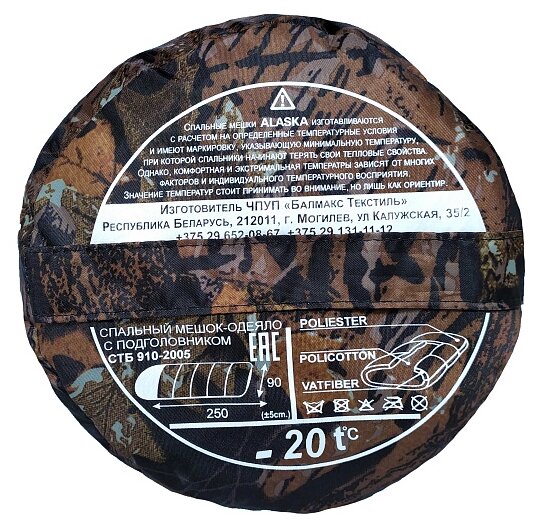 СПАЛЬНЫЕ МЕШКИ ALASKA ИЗГОТАВЛИВАЮТСЯ
С РАСЧЕТОМ НА ОПРЕДЕЛЕННЫЕ ТЕМПЕРАТУРНЫЕ УСЛОВИЯ
И ИМЕЮТ МАРКИРОВКУ, УКАЗЫВАЮЩУЮ МИНИМАЛЬНУЮ ТЕМПЕРАТУРУ,
ПРИ КОТОРОЙ СПАЛЬНИКИ НАЧИНАЮТ ТЕРЯТЬ СВОИ ТЕПЛОВЫЕ СВОЙСТВА.
ОДНАКО, КОМФОРТНАЯ И ЭКСТРИМАЛЬНАЯ ТЕМПЕРАТРЫ ЗАВИСЯТ ОТ МНОГИХ
ФАКТОРОВ И ИНДИВИДУАЛЬНОГО ТЕМПЕРАТУРНОГО ВОСПРИЯТИЯ.
ЗНАЧЕНИЕ ТЕМПЕРАТУР СТОИТ ПРИНИМАТЬ ВО ВНИМАНИЕ, НО ЛИШЬ КАК ОРИЕНТИР.
ИЗГОТОВИТЕЛЬ ЧПУП «БАЛМАКС ТЕКСТИЛЬ»
РЕСПУБЛИКА БЕЛАРУСЬ, 212011, Г. МОГИЛЕВ, УЛ КАЛУЖСКАЯ, 35/2
+375 29 652-08-67, +375 29 131-11-12
СПАЛЬНЫЙ МЕШОК-ОДЕЯЛО
С ПОДГОЛОВНИКОМ
СТБ 910-2005
EAC
90
250
(±5cm.)
POLIESTER
POLICOTTON
VATFIBER
- 20 t°C